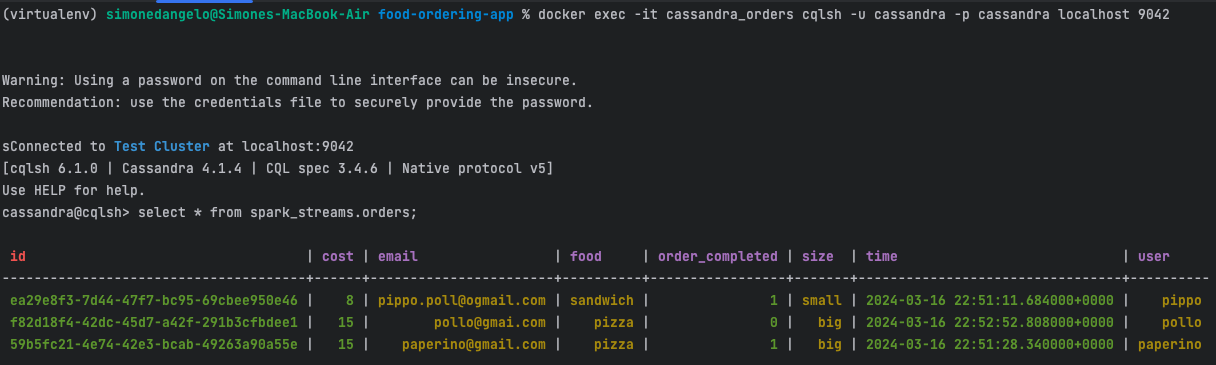 (virtualenv) simonedangelo@Simones-MacBook-Air food-ordering-app % docker exec -it cassandra_orders cqlsh -u cassandra -p cassandra localhost 9042
Warning: Using a password on the command line interface can be insecure.
Recommendation: use the credentials file to securely provide the password.
sConnected to Test Cluster at localhost:9042
[cqlsh 6.1.0 | Cassandra 4.1.4 | CQL spec 3.4.6 | Native protocol v5]
Use HELP for help.
cassandra@cqlsh> select * from spark_streams.orders;
id | cost | email | food | order_completed | size | time | user
--------------------------------------+------+-----------------------+----------+-----------------+-------+---------------------------------+----------
ea29e8f3-7d44-47f7-bc95-69cbee950e46 | 8 | pippo.poll@ogmail.com | sandwich | 1 | small | 2024-03-16 22:51:11.684000+0000 | pippo
f82d18f4-42dc-45d7-a42f-291b3cfbdee1 | 15 | pollo@gmai.com | pizza | 0 | big | 2024-03-16 22:52:52.808000+0000 | pollo
59b5fc21-4e74-42e3-bcab-49263a90a55e | 15 | paperino@gmail.com | pizza | 1 | big | 2024-03-16 22:51:28.340000+0000 | paperino